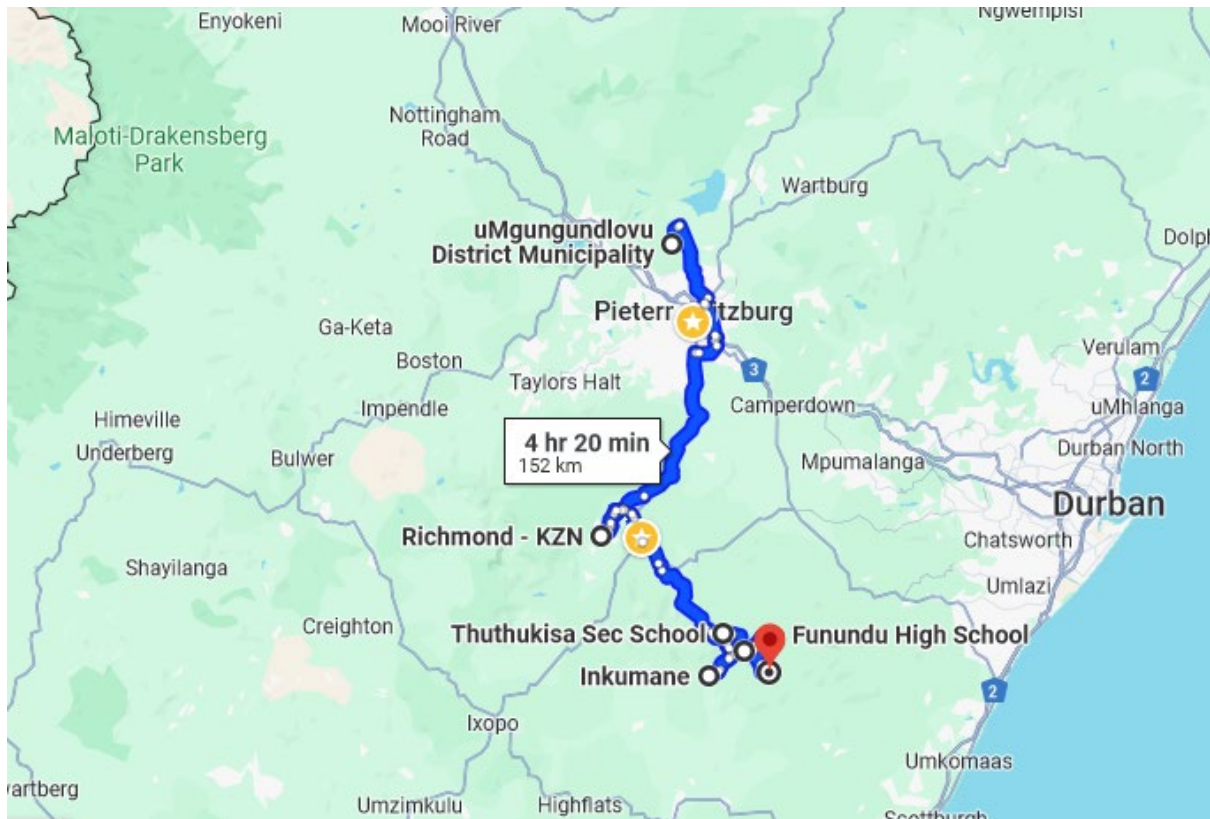 Enyokeni
Mooi River
Ngwempisi
Nottingham
Road
Maloti-Drakensberg
Park
Wartburg
uMgungundlovu
District Municipality
Dolph
Pieterm
itzburg
Ga-Keta
Boston
Verulam
3
2
Taylors Halt
Impendle
Camperdown
uMhlanga
Himeville
4 hr 20 min
152 km
Underberg
Bulwer
Durban North
Mpumalanga
Durban
Richmond - KZN
Chatsworth
Shayilanga
Umlazi
Creighton
Thuthukisa Sec School
Funundu High School
Inkumane
2
Ixopo
Umkomaas
wartberg
Umzimkulu
Highflats
Scottburgh